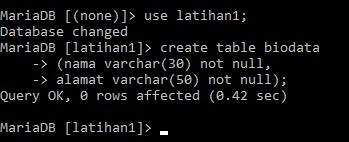 MariaDB [(none)]> use latihan1;
Database changed
MariaDB [latihan1]> create table biodata
    -> (nama varchar(30) not null,
    -> alamat varchar(50) not null);
Query OK, 0 rows affected (0.42 sec)

MariaDB [latihan1]> _